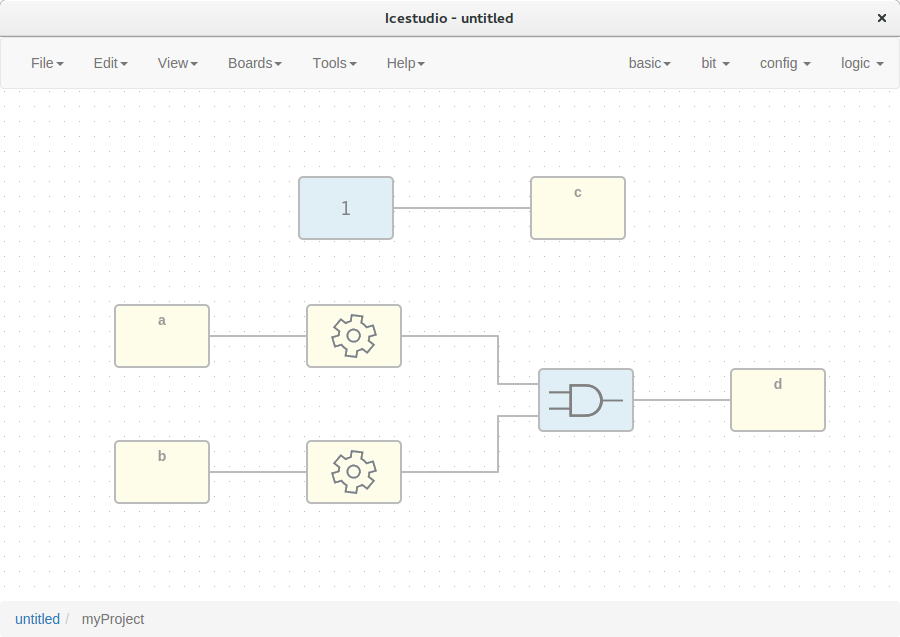 Icestudio - untitled ×
File Edit View Boards Tools Help basic bit config logic
1 c
a
d
b
untitled / myProject